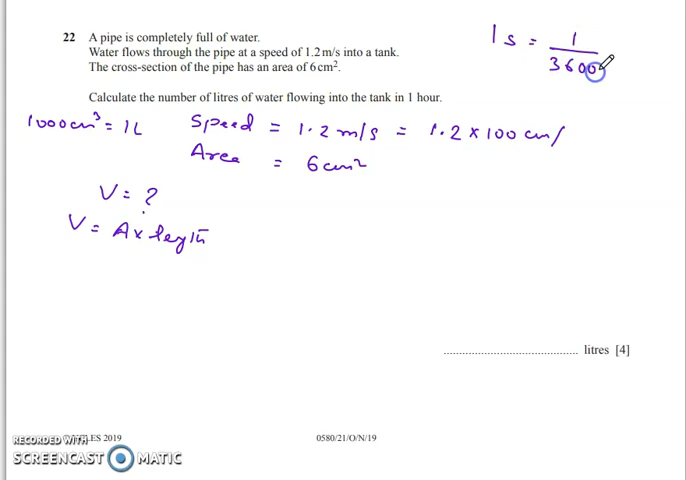 22 A pipe is completely full of water.
Water flows through the pipe at a speed of 1.2 m/s into a tank.
The cross-section of the pipe has an area of 6 cm².
1 s = 1/3600
Calculate the number of litres of water flowing into the tank in 1 hour.
1000cm³ = 1L
Speed = 1.2 m/s = 1.2 × 100 cm/
Area = 6 cm²
V = ?
V = A×
litres [4]
ES 2019
0580/21/O/N/19
RECORDED WITH
SCREENCAST MATIC